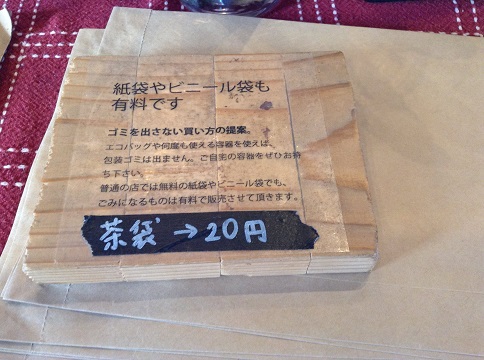 紙袋やビニール袋も
有料です
ゴミを出さない買い方の提案。
エコバッグや何度も使える容器を使えば、
包装ゴミは出ません。ご自宅の容器をぜひお持
ち下さい。
普通の店では無料の紙袋やビニール袋でも、
ごみになるものは有料で販売させて頂きます。
茶袋→20円